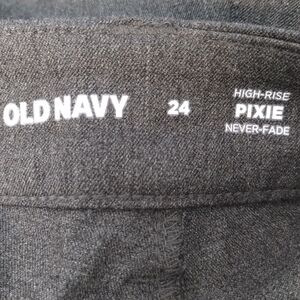 OLD NAVY
24
HIGH-RISE
PIXIE
NEVER-FADE